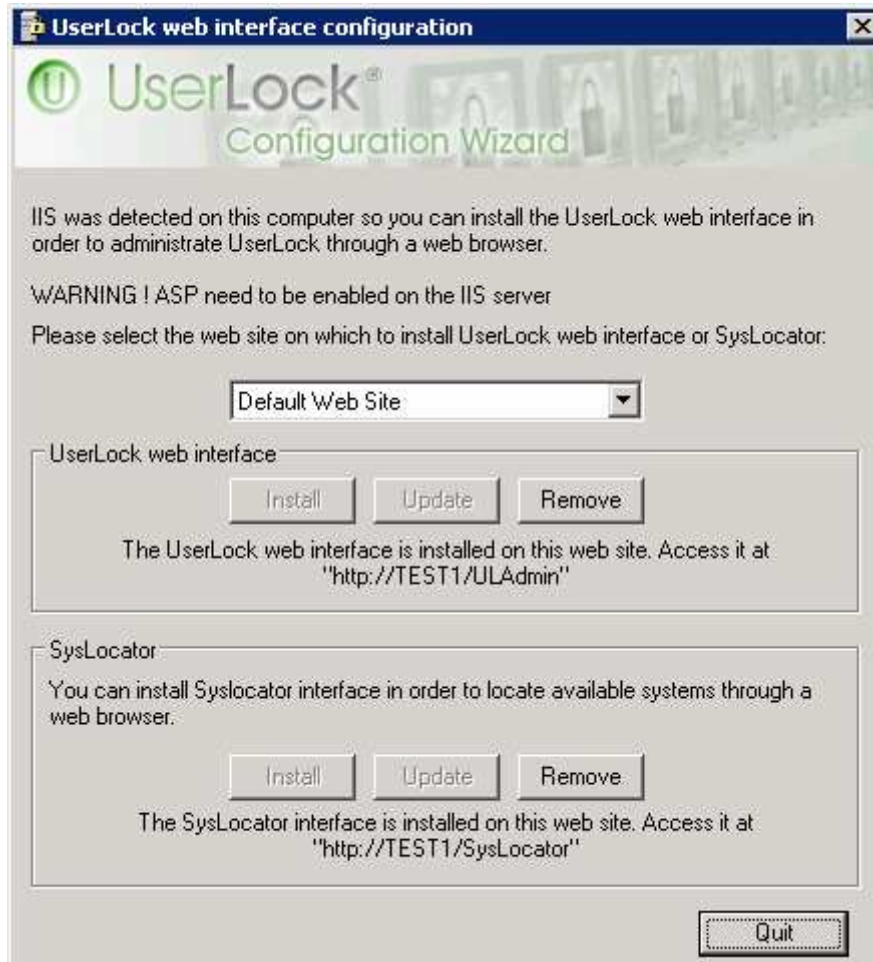 UserLock web interface configuration
UserLock®
Configuration Wizard
IIS was detected on this computer so you can install the UserLock web interface in
order to administrate UserLock through a web browser.
WARNING ! ASP need to be enabled on the IIS server
Please select the web site on which to install UserLock web interface or SysLocator:
Default Web Site
UserLock web interface
Install Update Remove
The UserLock web interface is installed on this web site. Access it at
"http://TEST1/ULAdmin"
SysLocator
You can install Syslocator interface in order to locate available systems through a
web browser.
Install Update Remove
The SysLocator interface is installed on this web site. Access it at
"http://TEST1/SysLocator"
Quit